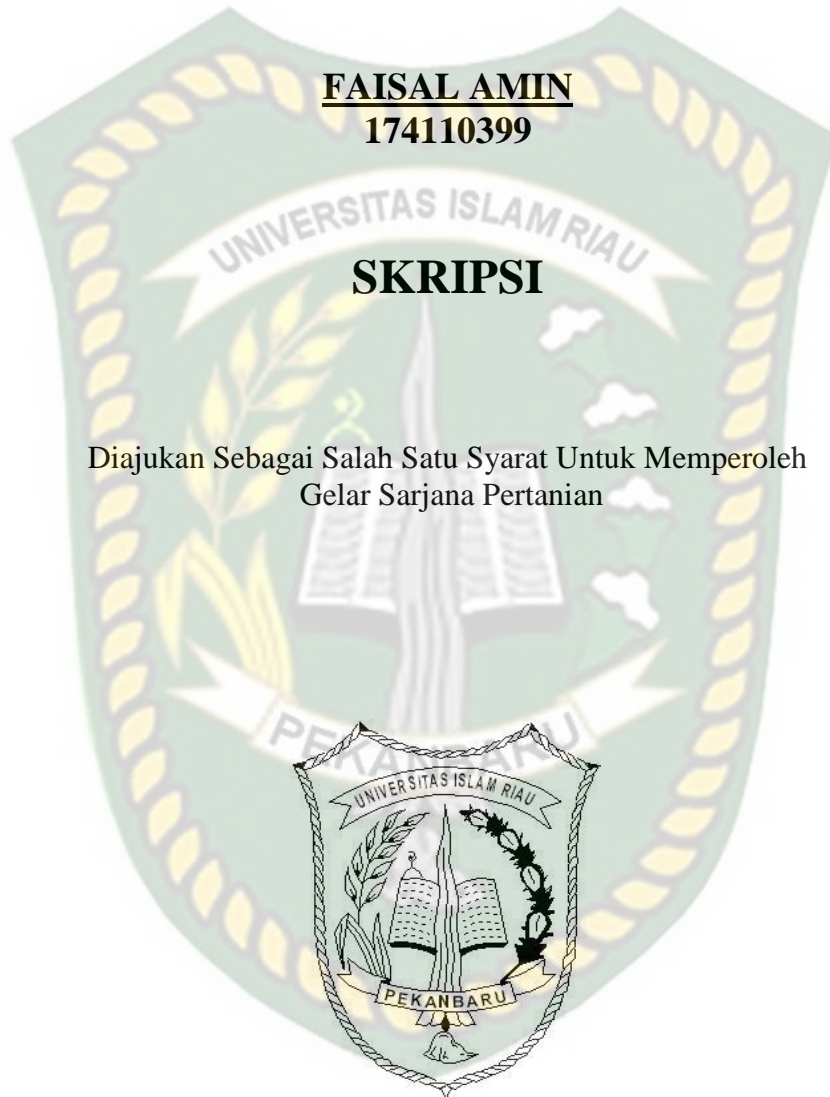 FAISAL AMIN
174110399
UNIVERSITAS ISLAM RIAU
SKRIPSI
Diajukan Sebagai Salah Satu Syarat Untuk Memperoleh
Gelar Sarjana Pertanian
PEKANBARU
UNIVERSITAS ISLAM RIAU
PEKANBARU